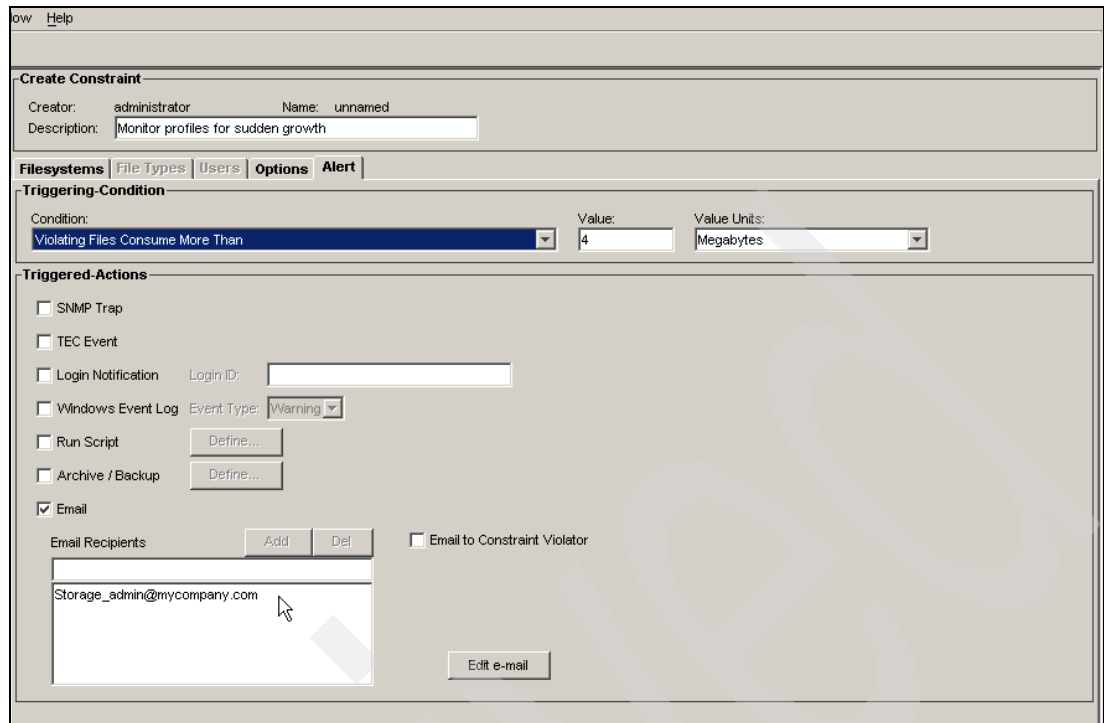 low Help
Create Constraint
Creator: administrator Name: unnamed
Description: Monitor profiles for sudden growth
Filesystems File Types Users Options Alert
Triggering-Condition
Condition: Value: Value Units:
Violating Files Consume More Than 4 Megabytes
Triggered-Actions
SNMP Trap
TEC Event
Login Notification Login ID:
Windows Event Log Event Type: Warning
Run Script Define...
Archive / Backup Define...
Email
Email Recipients Add Del Email to Constraint Violator
Storage_admin@mycompany.com
Edit e-mail